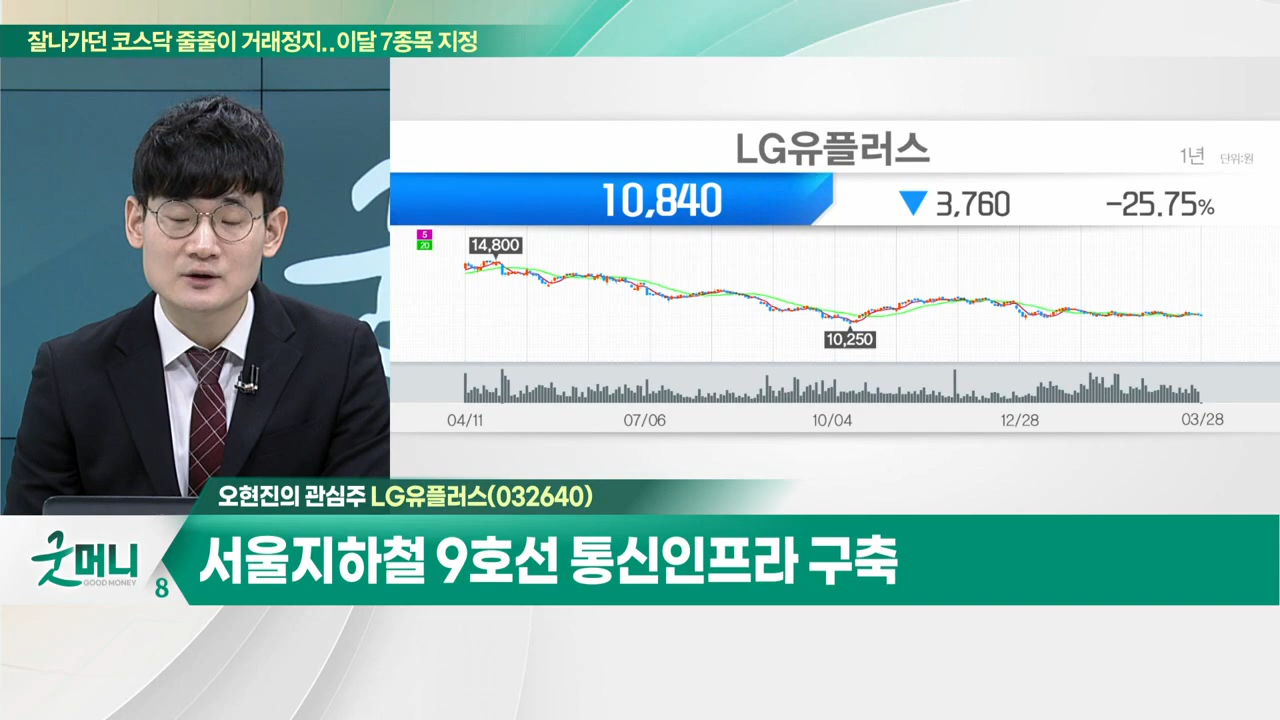 잘나가던 코스닥 줄줄이 거래정지..이달 7종목 지정
LG유플러스
1년 단위:원
10,840 ▼ 3,760 -25.75%
5
20
14,800
10,250
04/11 07/06 10/04 12/28 03/28
오현진의 관심주 LG유플러스(032640)
굿머니
GOOD MONEY
8
서울지하철 9호선 통신인프라 구축